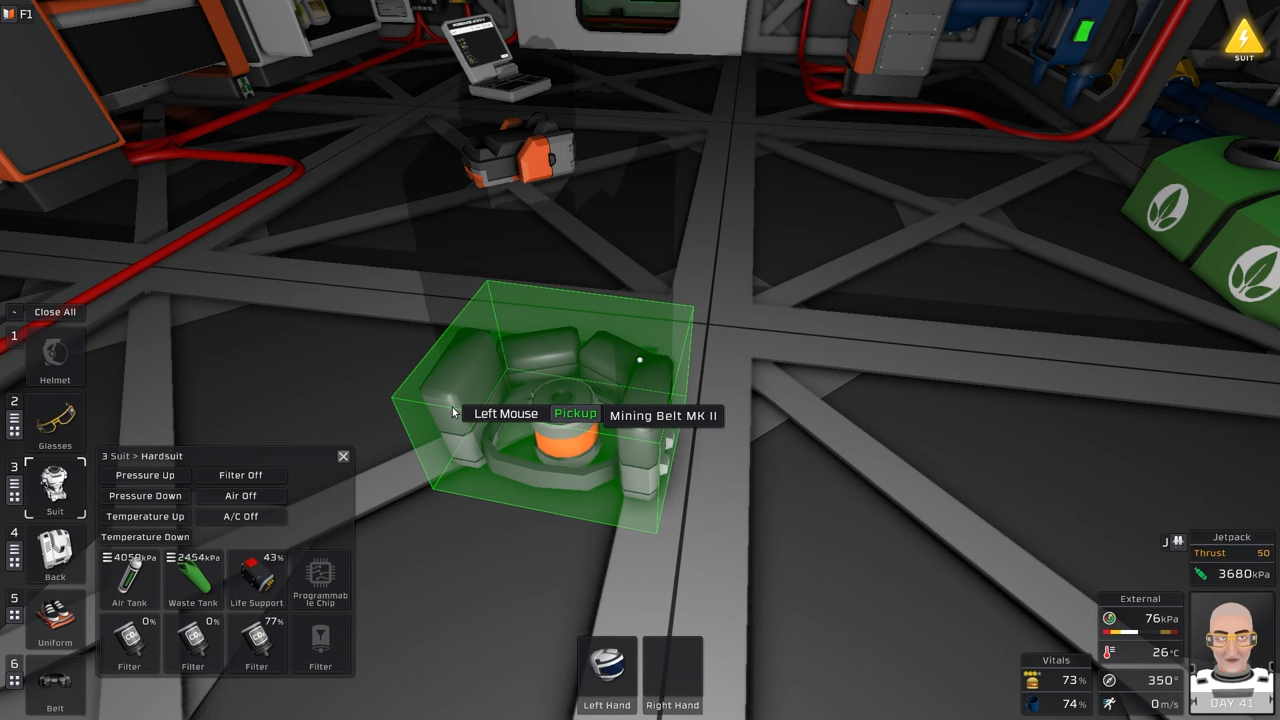 F1
SUIT
~ Close All
1
Helmet
2
Glasses
3
Suit
4
Back
5
Uniform
6
Belt
3 Suit > Hardsuit
Pressure Up Filter Off
Pressure Down Air Off
Temperature Up A/C Off
Temperature Down
4058kPa 2454kPa 43%
Air Tank Waste Tank Life Support Programmab
le Chip
0% 0% 77%
Filter Filter Filter Filter
Left Mouse Pickup Mining Belt MK II
Left Hand Right Hand
J Jetpack
Thrust 50
3680kPa
External
76kPa
26°C
350°
0m/s
Vitals
73%
74%
DAY 41